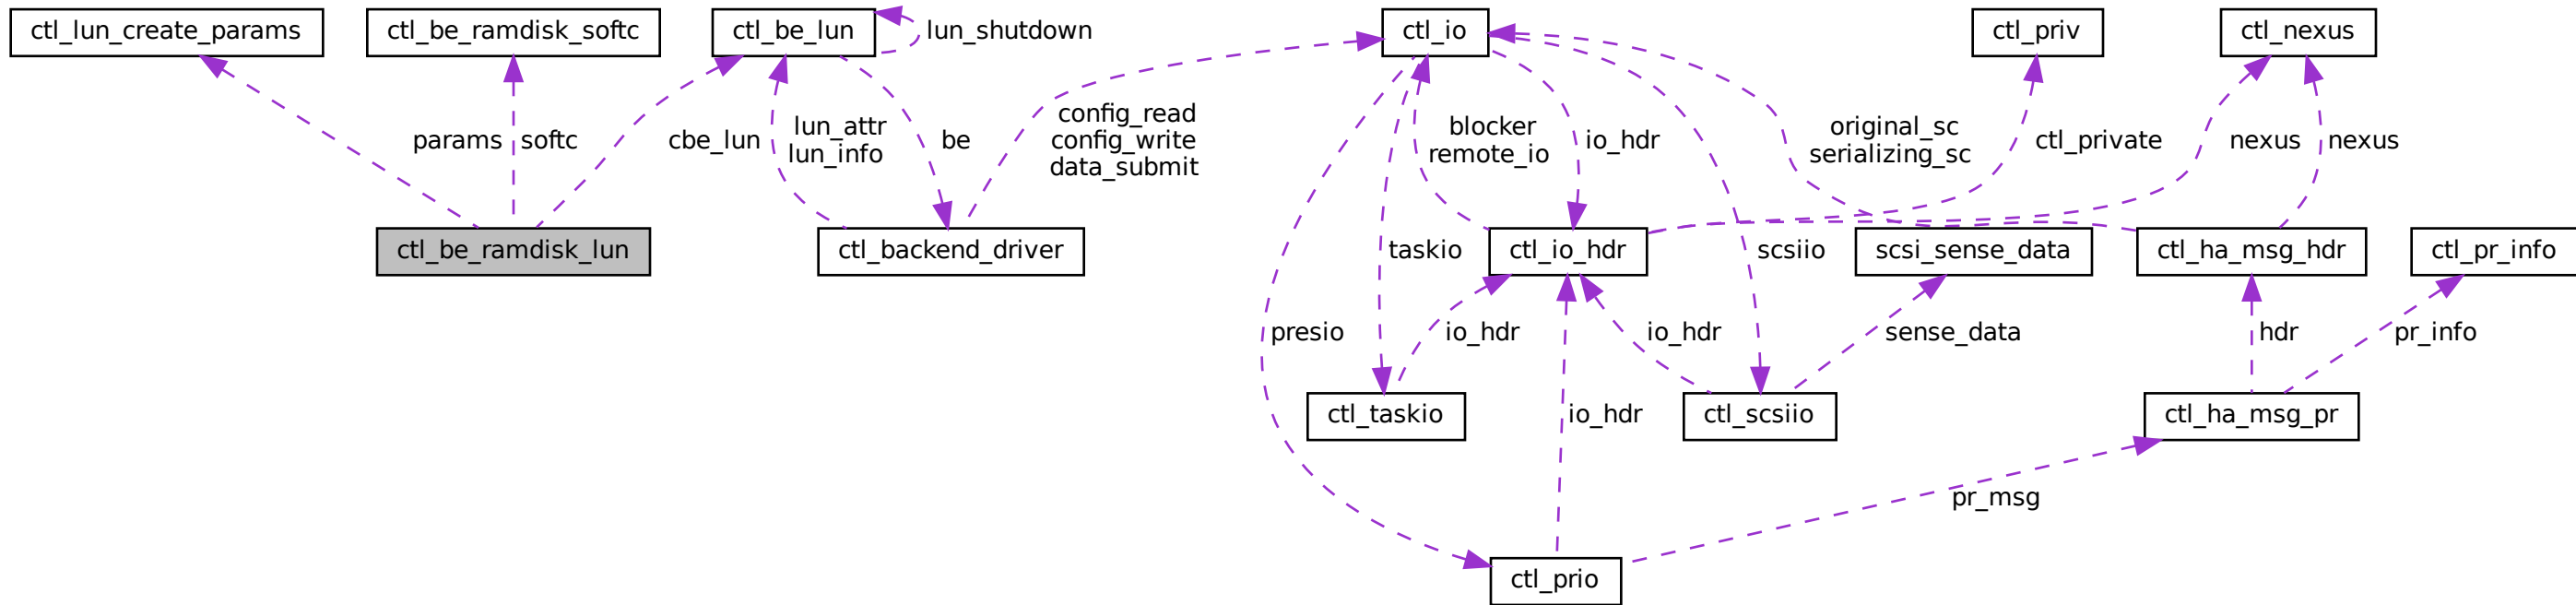 ctl_lun_create_params
ctl_be_ramdisk_softc
ctl_be_lun
lun_shutdown
ctl_io
ctl_priv
ctl_nexus
params
softc
cbe_lun
lun_attr
lun_info
be
config_read
config_write
data_submit
blocker
remote_io
io_hdr
original_sc
serializing_sc
ctl_private
nexus
nexus
ctl_be_ramdisk_lun
ctl_backend_driver
taskio
ctl_io_hdr
scsiio
scsi_sense_data
ctl_ha_msg_hdr
ctl_pr_info
presio
io_hdr
io_hdr
sense_data
hdr
pr_info
ctl_taskio
io_hdr
ctl_scsiio
ctl_ha_msg_pr
pr_msg
ctl_prio